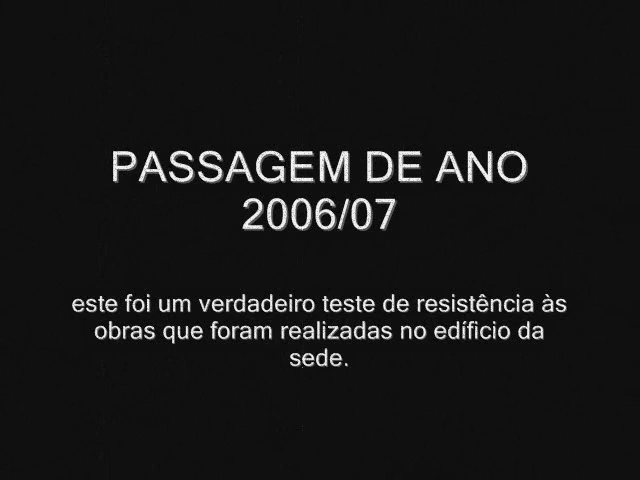 PASSAGEM DE ANO
2006/07
este foi um verdadeiro teste de resistência às
obras que foram realizadas no edíficio da
sede.